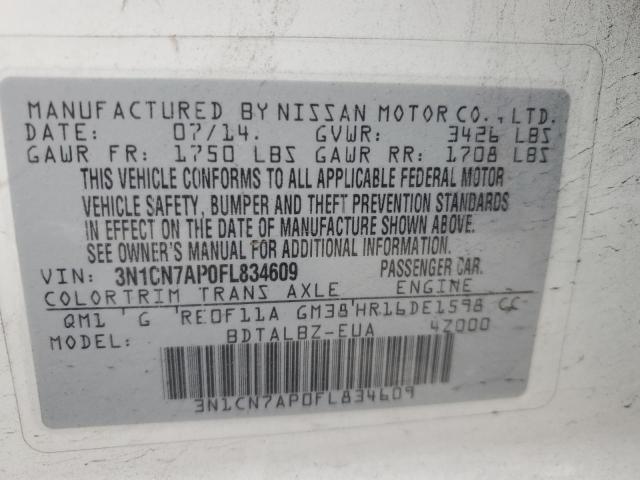 MANUFACTURED BY NISSAN MOTOR CO., LTD.
DATE: 07/14. GVWR: 3426 LBS
GAWR FR: 1750 LBS GAWR RR: 1708 LBS
THIS VEHICLE CONFORMS TO ALL APPLICABLE FEDERAL MOTOR
VEHICLE SAFETY, BUMPER AND THEFT PREVENTION STANDARDS
IN EFFECT ON THE DATE OF MANUFACTURE SHOWN ABOVE.
SEE OWNER'S MANUAL FOR ADDITIONAL INFORMATION.
VIN: 3N1CN7AP0FL834609 PASSENGER CAR.
COLORTRIM TRANS AXLE ENGINE
QM1 G RE0F11A GM38 HR16DE1598 CC
MODEL: BDTALBZ-EUA 4Z000
3N1CN7AP0FL834609